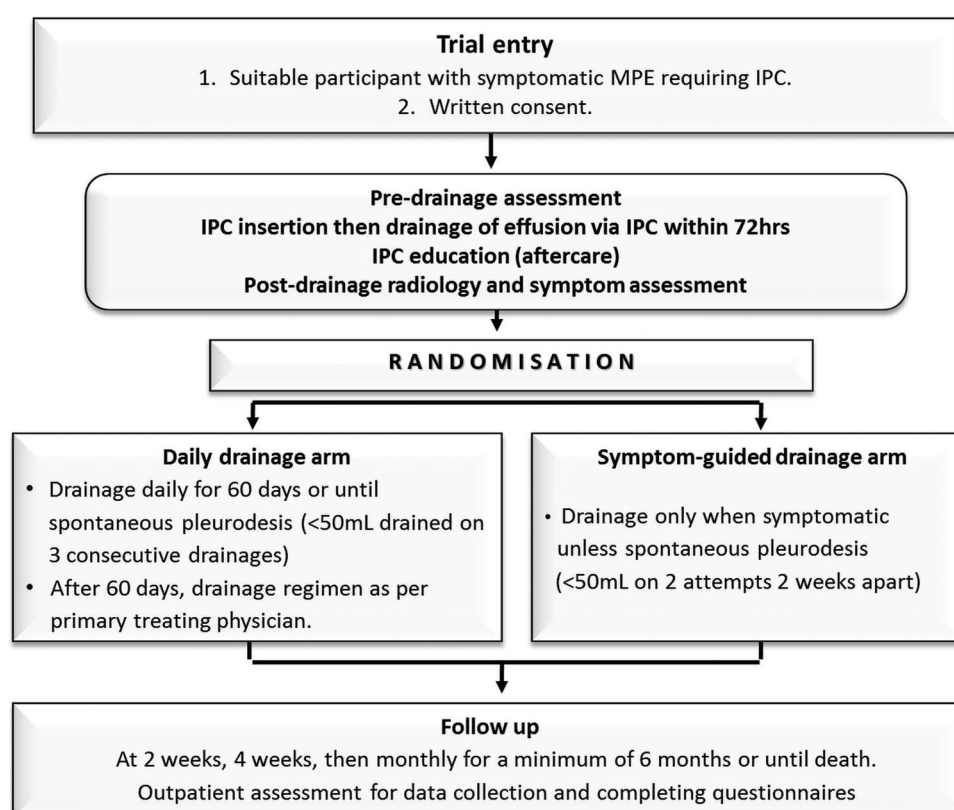 Trial entry
1. Suitable participant with symptomatic MPE requiring IPC.
2. Written consent.
Pre-drainage assessment
IPC insertion then drainage of effusion via IPC within 72hrs
IPC education (aftercare)
Post-drainage radiology and symptom assessment
RANDOMISATION
Daily drainage arm
• Drainage daily for 60 days or until
spontaneous pleurodesis (<50mL drained on
3 consecutive drainages)
• After 60 days, drainage regimen as per
primary treating physician.
Symptom-guided drainage arm
• Drainage only when symptomatic
unless spontaneous pleurodesis
(<50mL on 2 attempts 2 weeks apart)
Follow up
At 2 weeks, 4 weeks, then monthly for a minimum of 6 months or until death.
Outpatient assessment for data collection and completing questionnaires